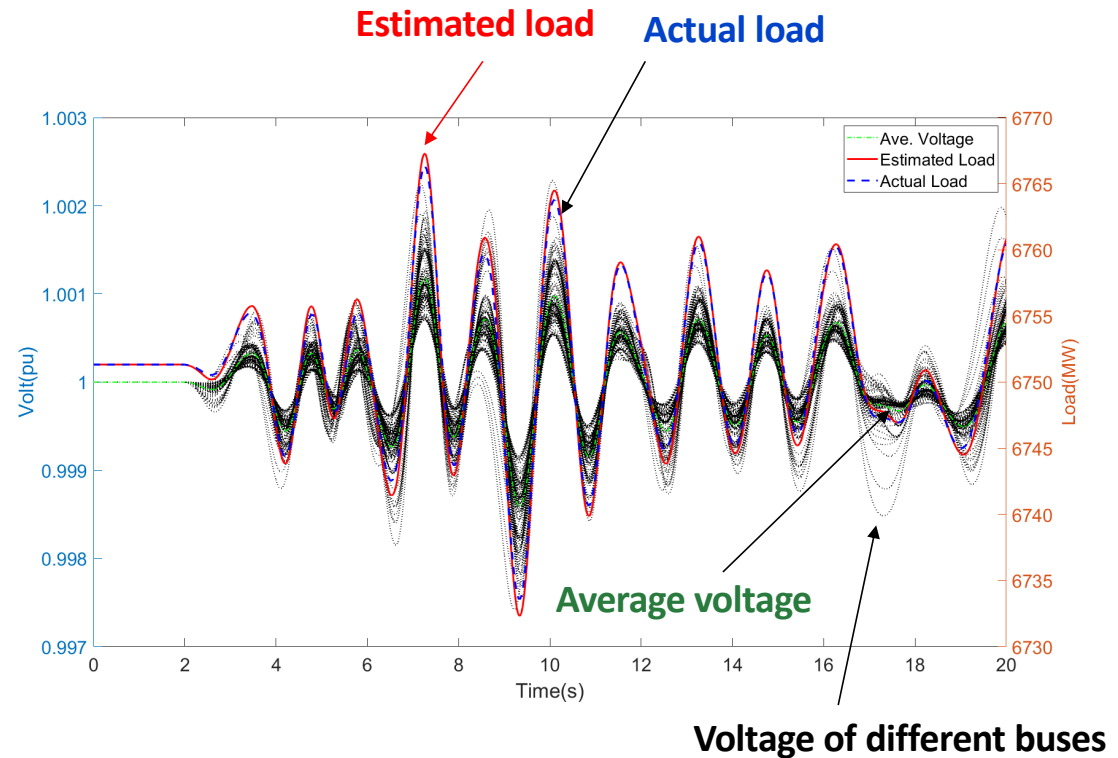 Estimated load
Actual load
1.003
1.002
1.001
1
0.999
0.998
0.997
Volt(pu)
6770
6765
6760
6755
6750
6745
6740
6735
6730
Load(MW)
Ave. Voltage
Estimated Load
Actual Load
Average voltage
0 2 4 6 8 10 12 14 16 18 20
Time(s)
Voltage of different buses